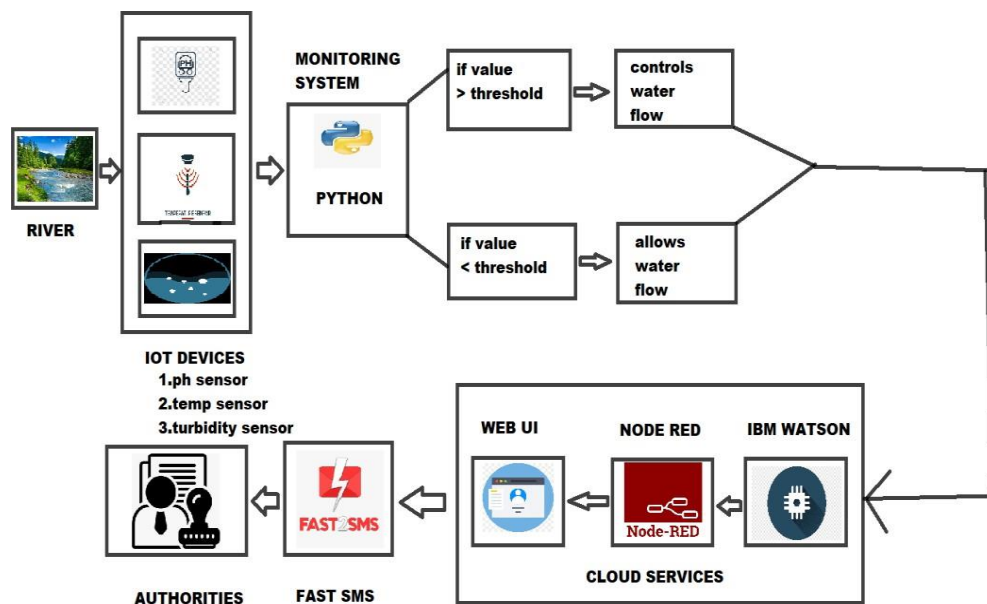 MONITORING
SYSTEM
if value
> threshold
controls
water
flow
PYTHON
RIVER
if value
< threshold
allows
water
flow
IOT DEVICES
1.ph sensor
2.temp sensor
3.turbidity sensor
WEB UI
NODE RED
IBM WATSON
FAST2SMS
Node-RED
CLOUD SERVICES
AUTHORITIES
FAST SMS